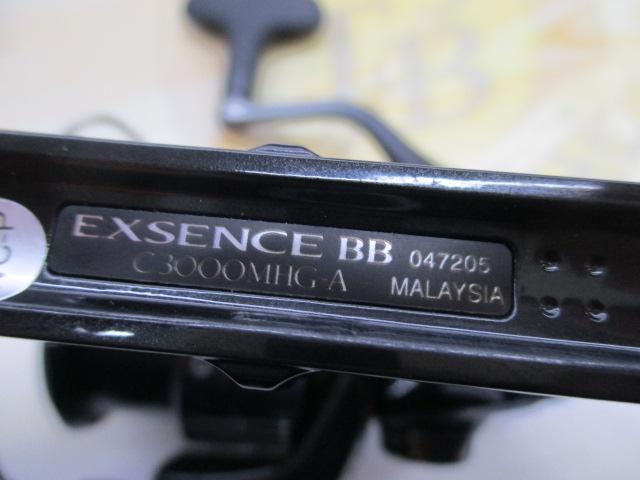 EXSENCE BB 047205
C3000MHG-A MALAYSIA